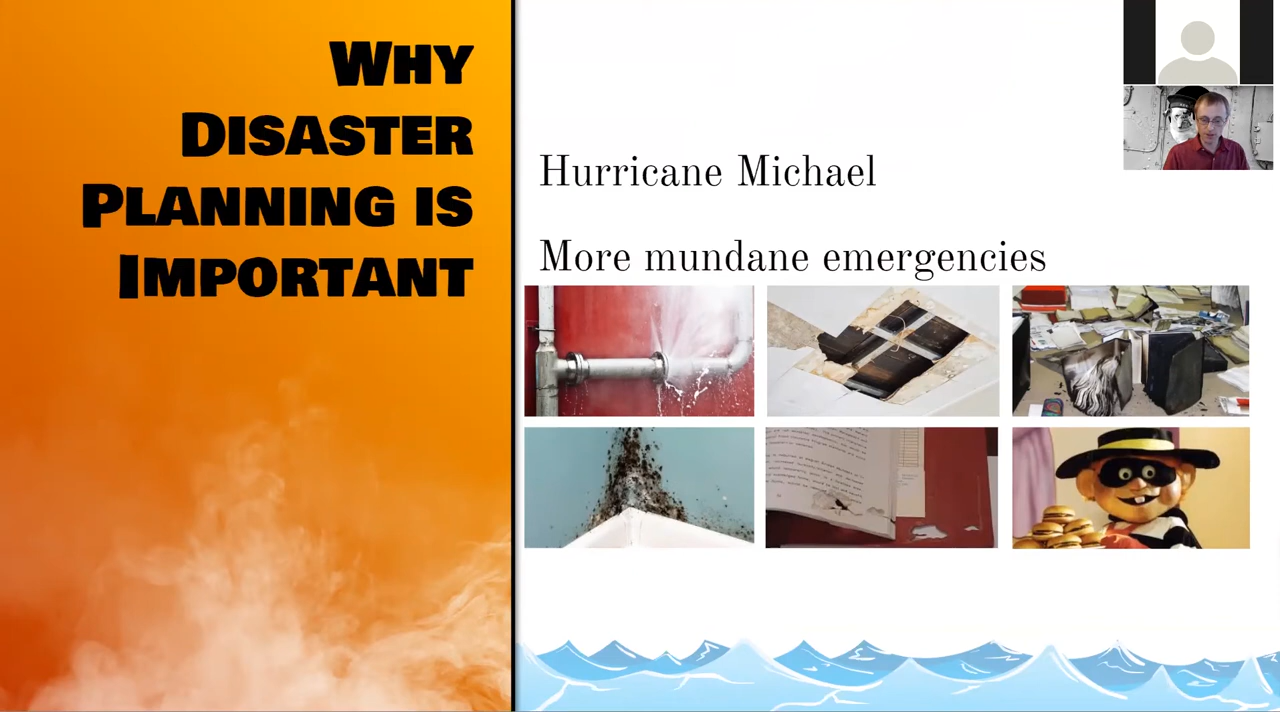 Why
Disaster
Planning is
Important
Hurricane Michael
More mundane emergencies